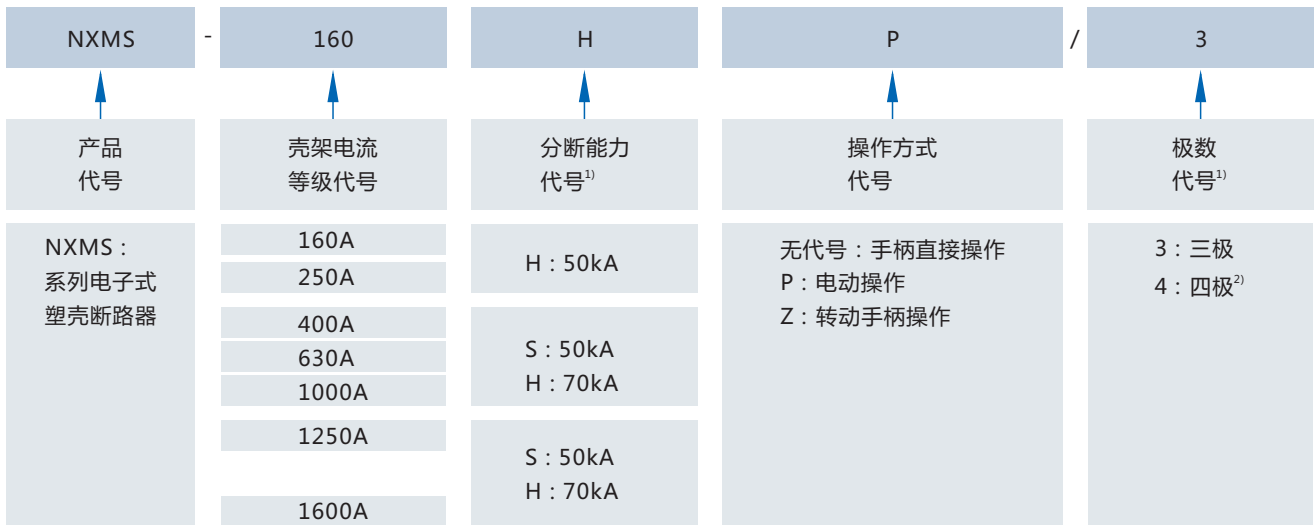 NXMS - 160 H P / 3
产品
代号
壳架电流
等级代号
分断能力
代号1)
操作方式
代号
极数
代号1)
NXMS：
系列电子式
塑壳断路器
160A
250A
400A
630A
1000A
1250A
1600A
H：50kA
S：50kA
H：70kA
S：50kA
H：70kA
无代号：手柄直接操作
P：电动操作
Z：转动手柄操作
3：三极
4：四极2)